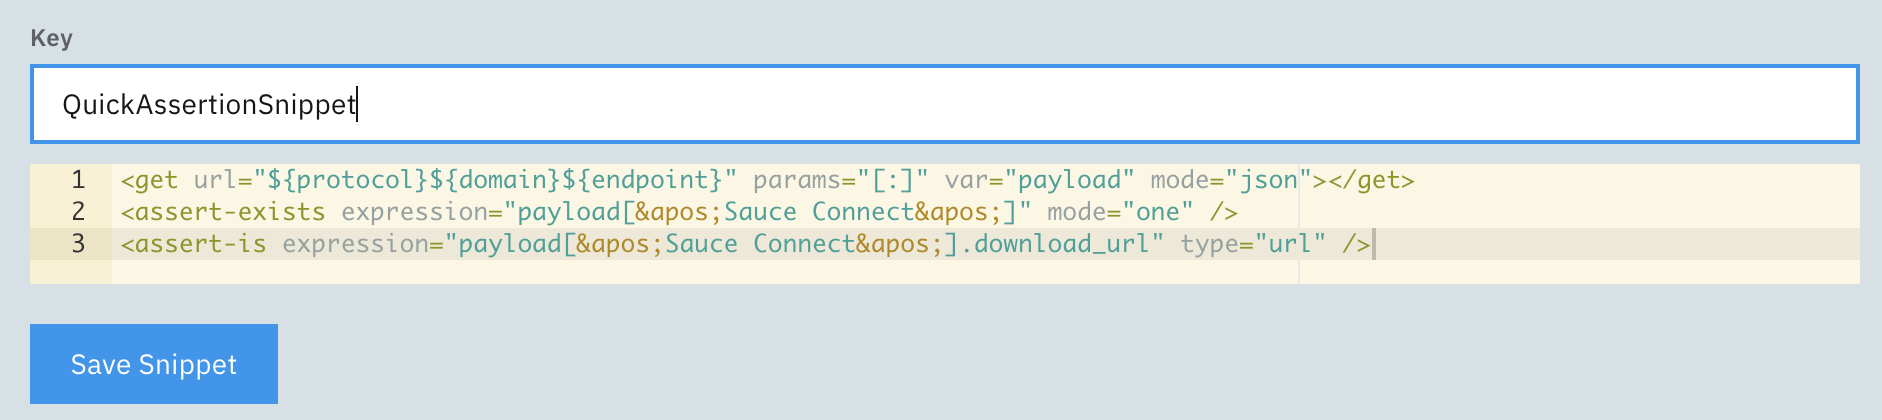 Key
QuickAssertionSnippet
1 <get url="${protocol}${domain}${endpoint}" params="[:]" var="payload" mode="json"></get>
2 <assert-exists expression="payload[&apos;Sauce Connect&apos;]" mode="one" />
3 <assert-is expression="payload[&apos;Sauce Connect&apos;].download_url" type="url" />
Save Snippet